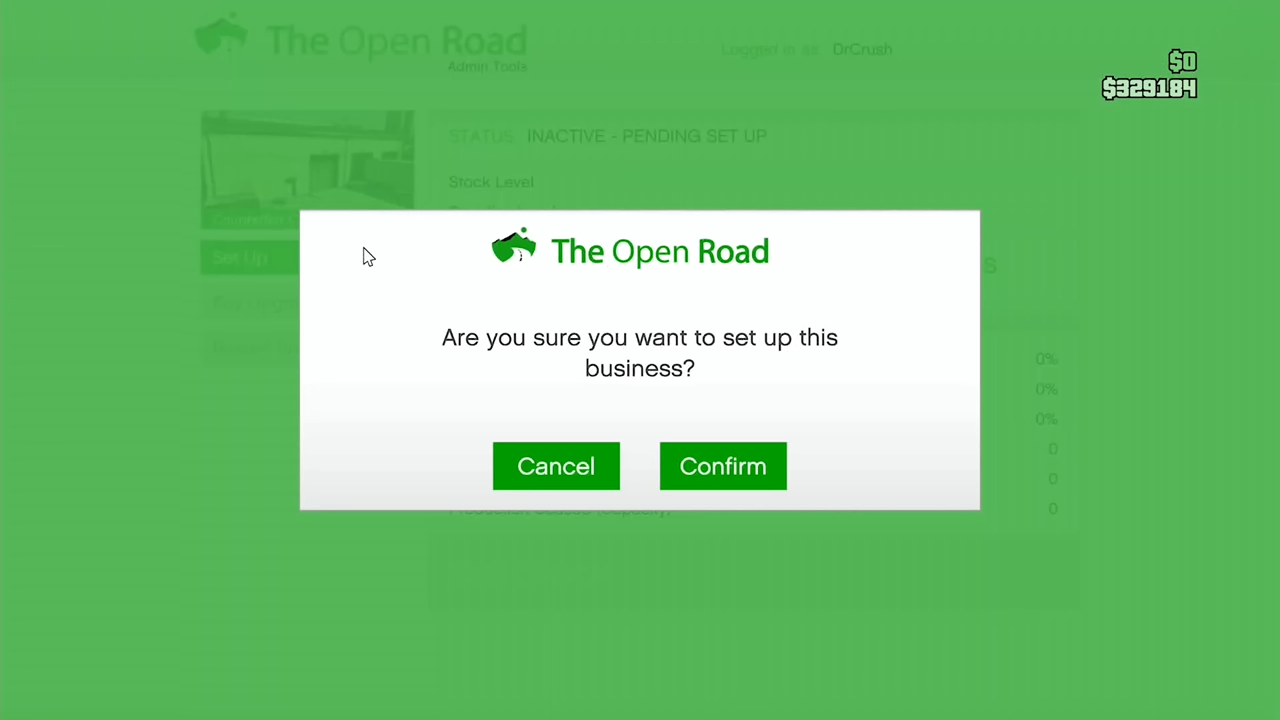 The Open Road
Admin Tools
Logged in as DrCrush
$0
$329184
STATUS INACTIVE - PENDING SET UP
Stock Level
Set Up
The Open Road
Are you sure you want to set up this
business?
Cancel
Confirm
0%
0%
0%
0
0
0